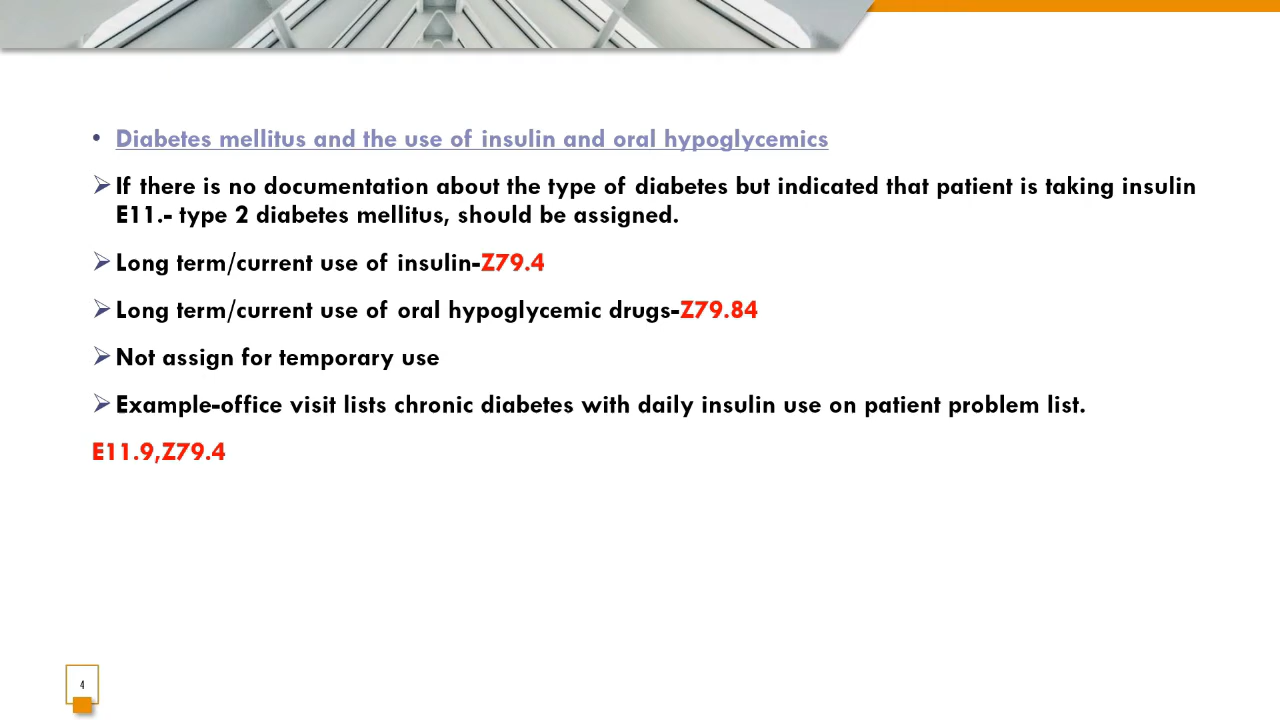 • Diabetes mellitus and the use of insulin and oral hypoglycemics
➢ If there is no documentation about the type of diabetes but indicated that patient is taking insulin
E11.- type 2 diabetes mellitus, should be assigned.
➢ Long term/current use of insulin-Z79.4
➢ Long term/current use of oral hypoglycemic drugs-Z79.84
➢ Not assign for temporary use
➢ Example-office visit lists chronic diabetes with daily insulin use on patient problem list.
E11.9,Z79.4
4